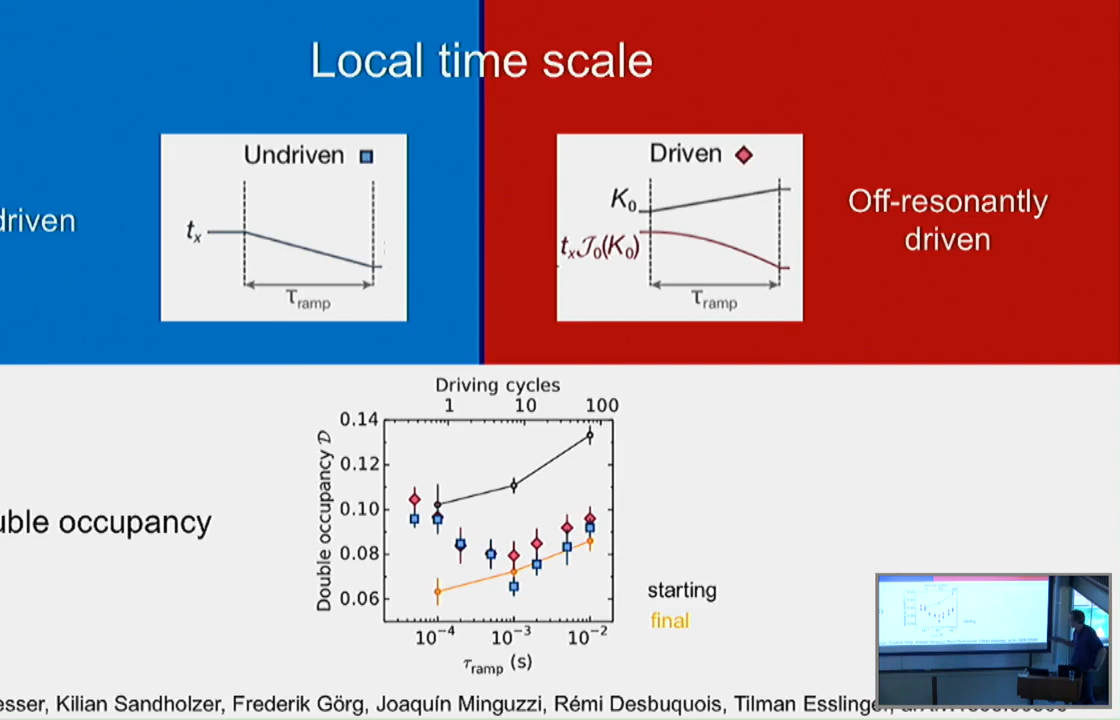 Local time scale
Undriven
Driven
driven
Off-resonantly
driven
tₓ
τramp
K₀
tₓ𝒥₀(K₀)
τramp
Driving cycles
1 10 100
0.14
0.12
0.10
0.08
0.06
Double occupancy 𝒟
10⁻⁴ 10⁻³ 10⁻²
τramp (s)
uble occupancy
starting
final
esser, Kilian Sandholzer, Frederik Görg, Joaquín Minguzzi, Rémi Desbuquois, Tilman Esslinger,